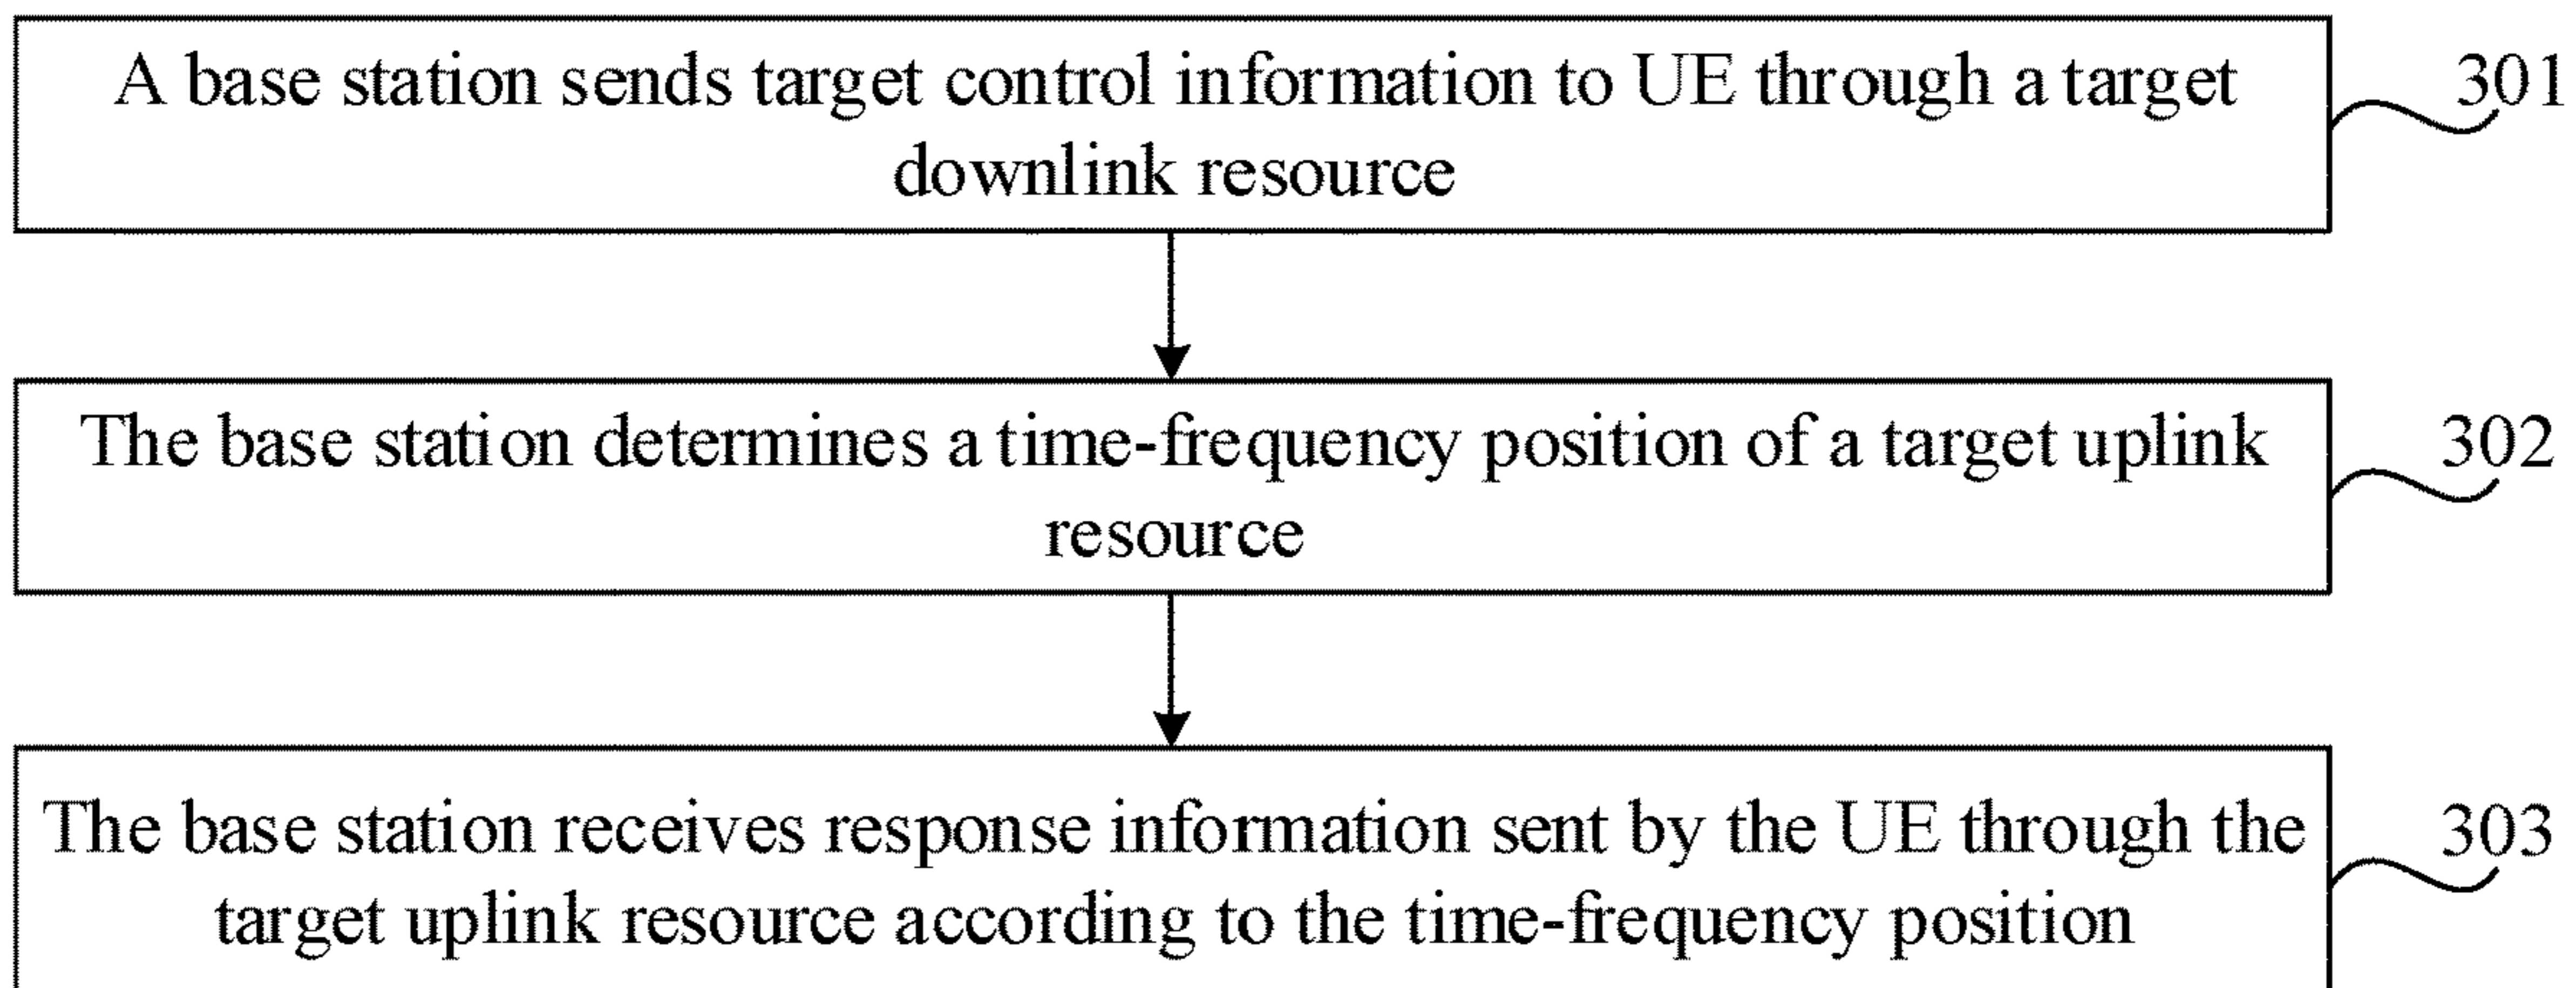 A base station sends target control information to UE through a target
downlink resource
301
The base station determines a time-frequency position of a target uplink
resource
302
The base station receives response information sent by the UE through the
target uplink resource according to the time-frequency position
303